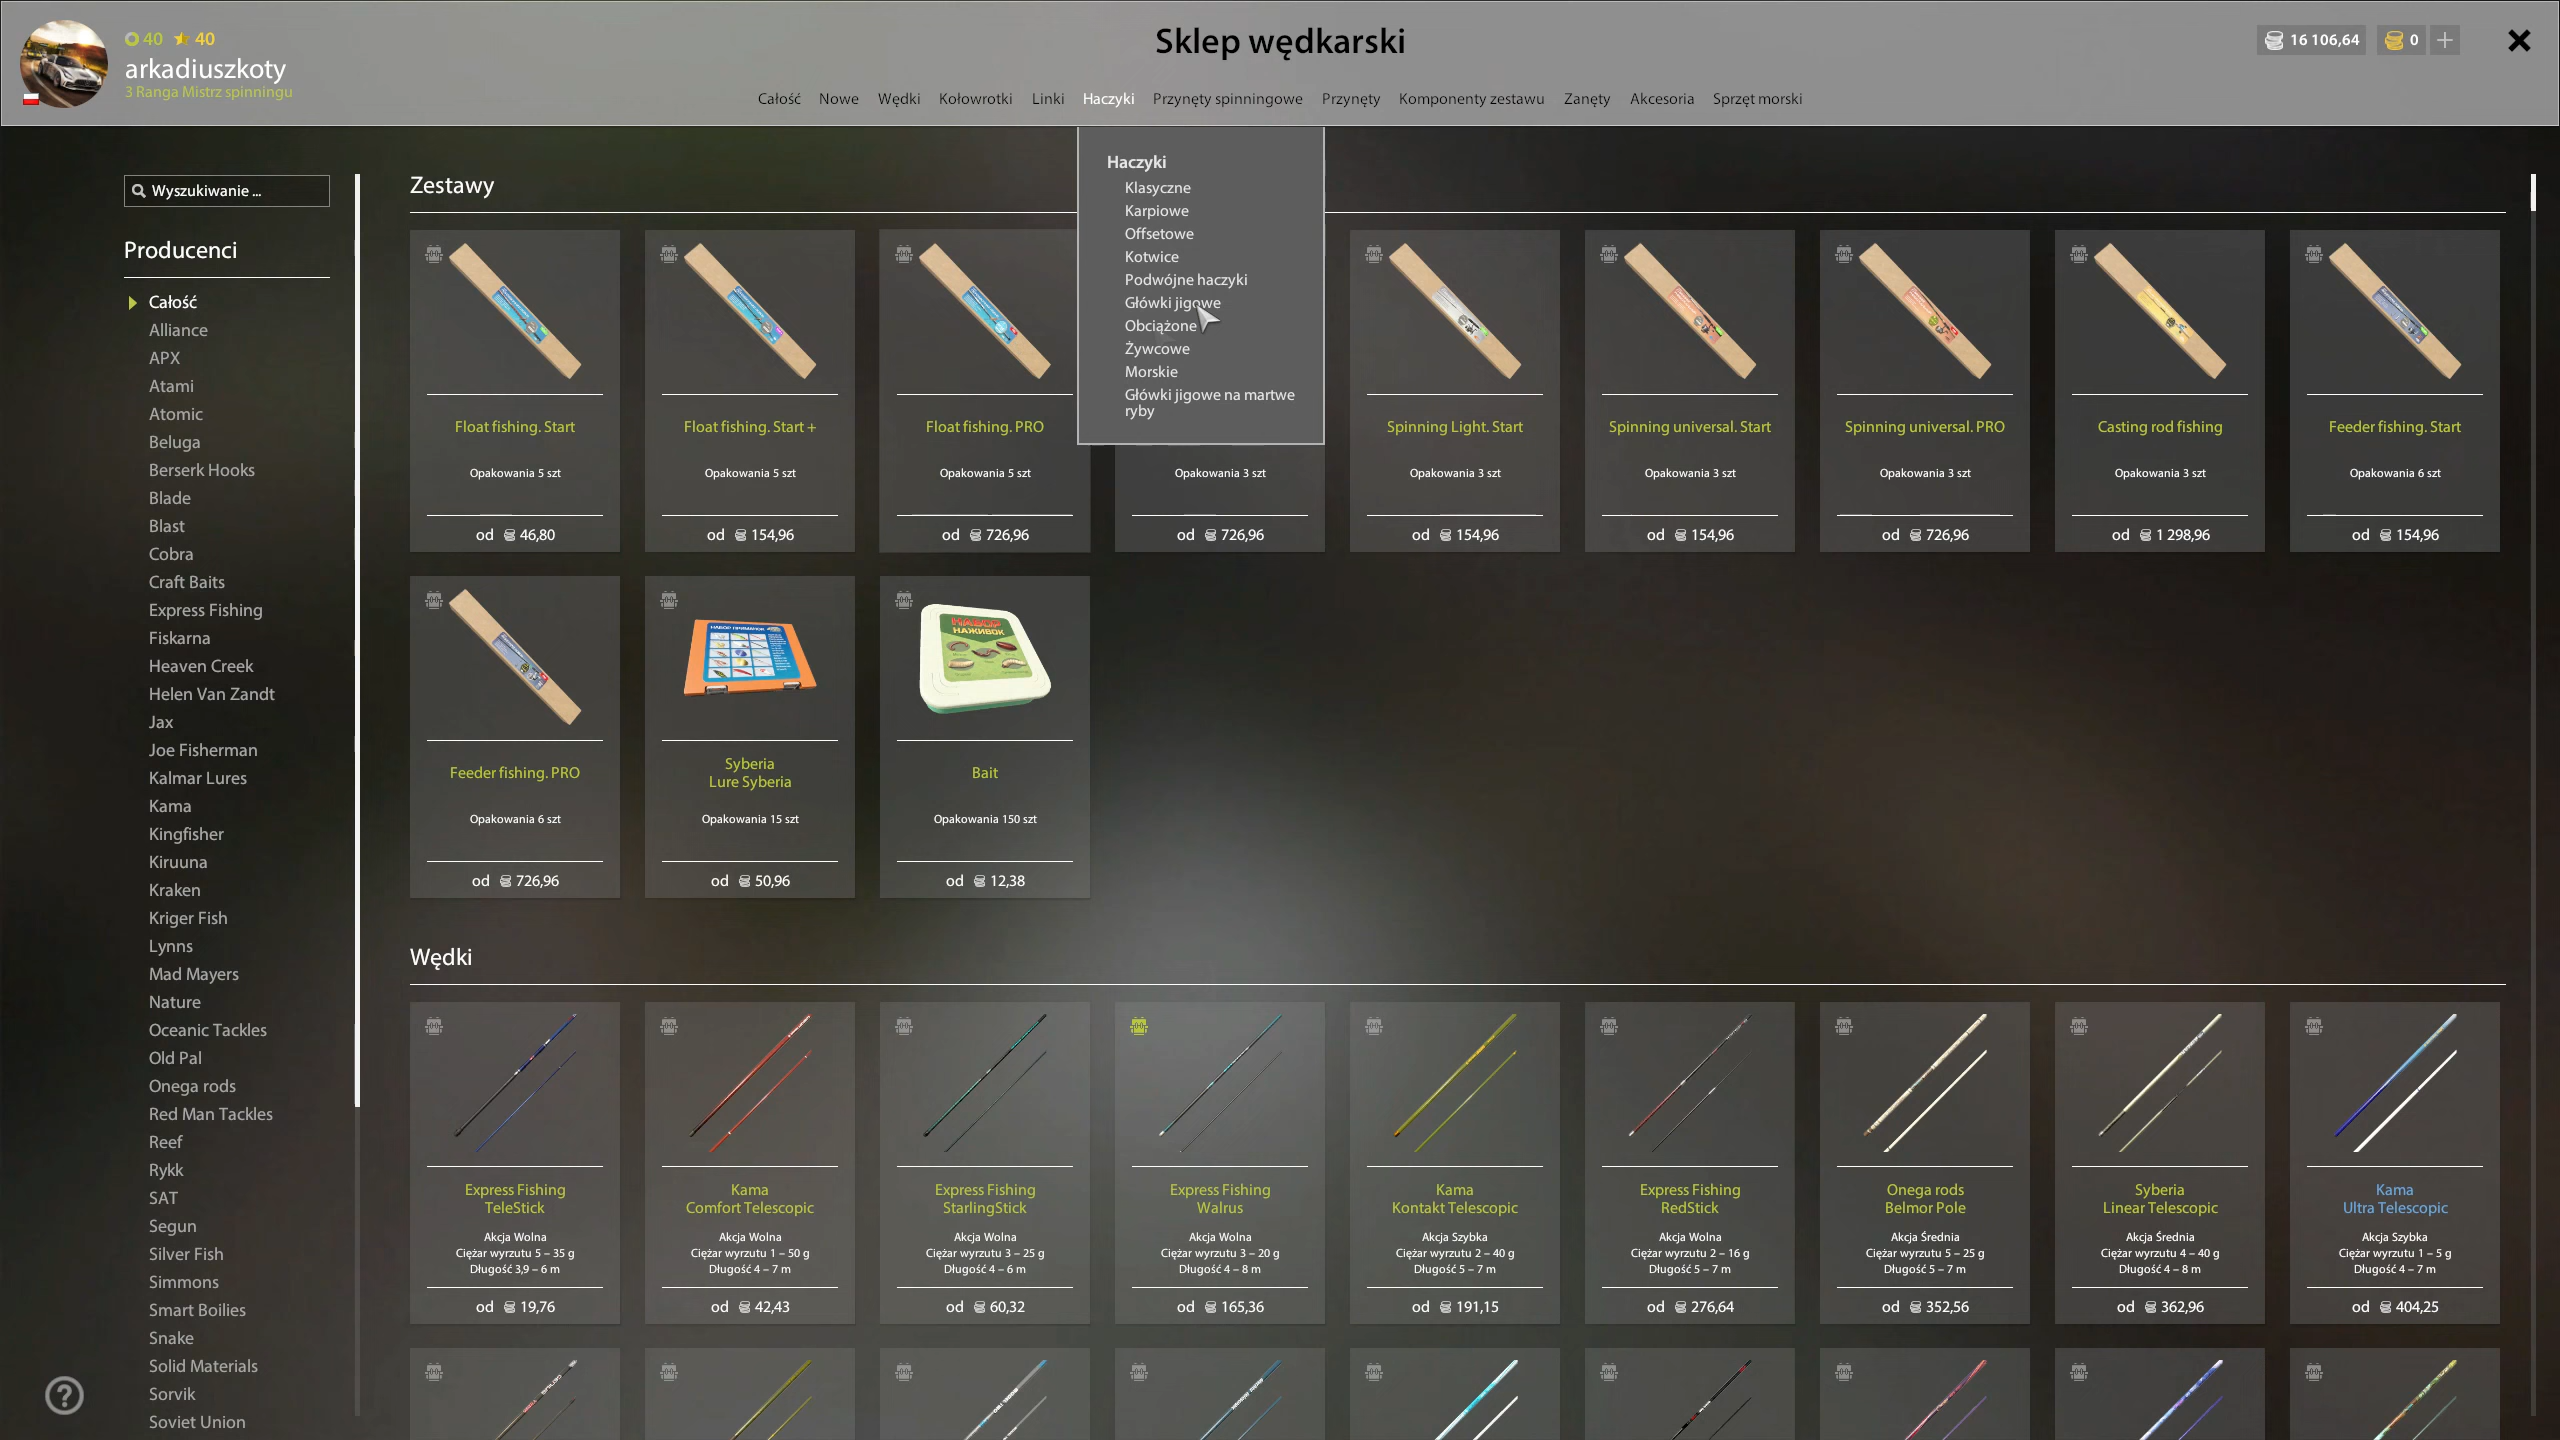 40 40
arkadiuszkoty
3 Ranga Mistrz spinningu
Sklep wędkarski
16 106,64 0
Całość Nowe Wędki Kołowrotki Linki Haczyki Przynęty spinningowe Przynęty Komponenty zestawu Zanęty Akcesoria Sprzęt morski
Haczyki
Klasyczne
Karpiowe
Offsetowe
Kotwice
Podwójne haczyki
Główki jigowe
Obciążone
Żywcowe
Morskie
Główki jigowe na martwe
ryby
Wyszukiwanie ...
Producenci
Całość
Alliance
APX
Atami
Atomic
Beluga
Berserk Hooks
Blade
Blast
Cobra
Craft Baits
Express Fishing
Fiskarna
Heaven Creek
Helen Van Zandt
Jax
Joe Fisherman
Kalmar Lures
Kama
Kingfisher
Kiruuna
Kraken
Kriger Fish
Lynns
Mad Mayers
Nature
Oceanic Tackles
Old Pal
Onega rods
Red Man Tackles
Reef
Rykk
SAT
Segun
Silver Fish
Simmons
Smart Boilies
Snake
Solid Materials
Sorvik
Soviet Union
Zestawy
Float fishing. Start
Opakowania 5 szt
od 46,80
Float fishing. Start +
Opakowania 5 szt
od 154,96
Float fishing. PRO
Opakowania 5 szt
od 726,96
Opakowania 3 szt
od 726,96
Spinning Light. Start
Opakowania 3 szt
od 154,96
Spinning universal. Start
Opakowania 3 szt
od 154,96
Spinning universal. PRO
Opakowania 3 szt
od 726,96
Casting rod fishing
Opakowania 3 szt
od 1 298,96
Feeder fishing. Start
Opakowania 6 szt
od 154,96
Feeder fishing. PRO
Opakowania 6 szt
od 726,96
НАБОР ПРИМАНОК
Syberia
Lure Syberia
Opakowania 15 szt
od 50,96
НАБОР
НАЖИВОК
Bait
Opakowania 150 szt
od 12,38
Wędki
Express Fishing
TeleStick
Akcja Wolna
Ciężar wyrzutu 5 – 35 g
Długość 3,9 – 6 m
od 19,76
Kama
Comfort Telescopic
Akcja Wolna
Ciężar wyrzutu 1 – 50 g
Długość 4 – 7 m
od 42,43
Express Fishing
StarlingStick
Akcja Wolna
Ciężar wyrzutu 3 – 25 g
Długość 4 – 6 m
od 60,32
Express Fishing
Walrus
Akcja Wolna
Ciężar wyrzutu 3 – 20 g
Długość 4 – 8 m
od 165,36
Kama
Kontakt Telescopic
Akcja Szybka
Ciężar wyrzutu 2 – 40 g
Długość 5 – 7 m
od 191,15
Express Fishing
RedStick
Akcja Wolna
Ciężar wyrzutu 2 – 16 g
Długość 5 – 7 m
od 276,64
Onega rods
Belmor Pole
Akcja Średnia
Ciężar wyrzutu 5 – 25 g
Długość 5 – 7 m
od 352,56
Syberia
Linear Telescopic
Akcja Średnia
Ciężar wyrzutu 4 – 40 g
Długość 4 – 8 m
od 362,96
Kama
Ultra Telescopic
Akcja Szybka
Ciężar wyrzutu 1 – 5 g
Długość 4 – 7 m
od 404,25